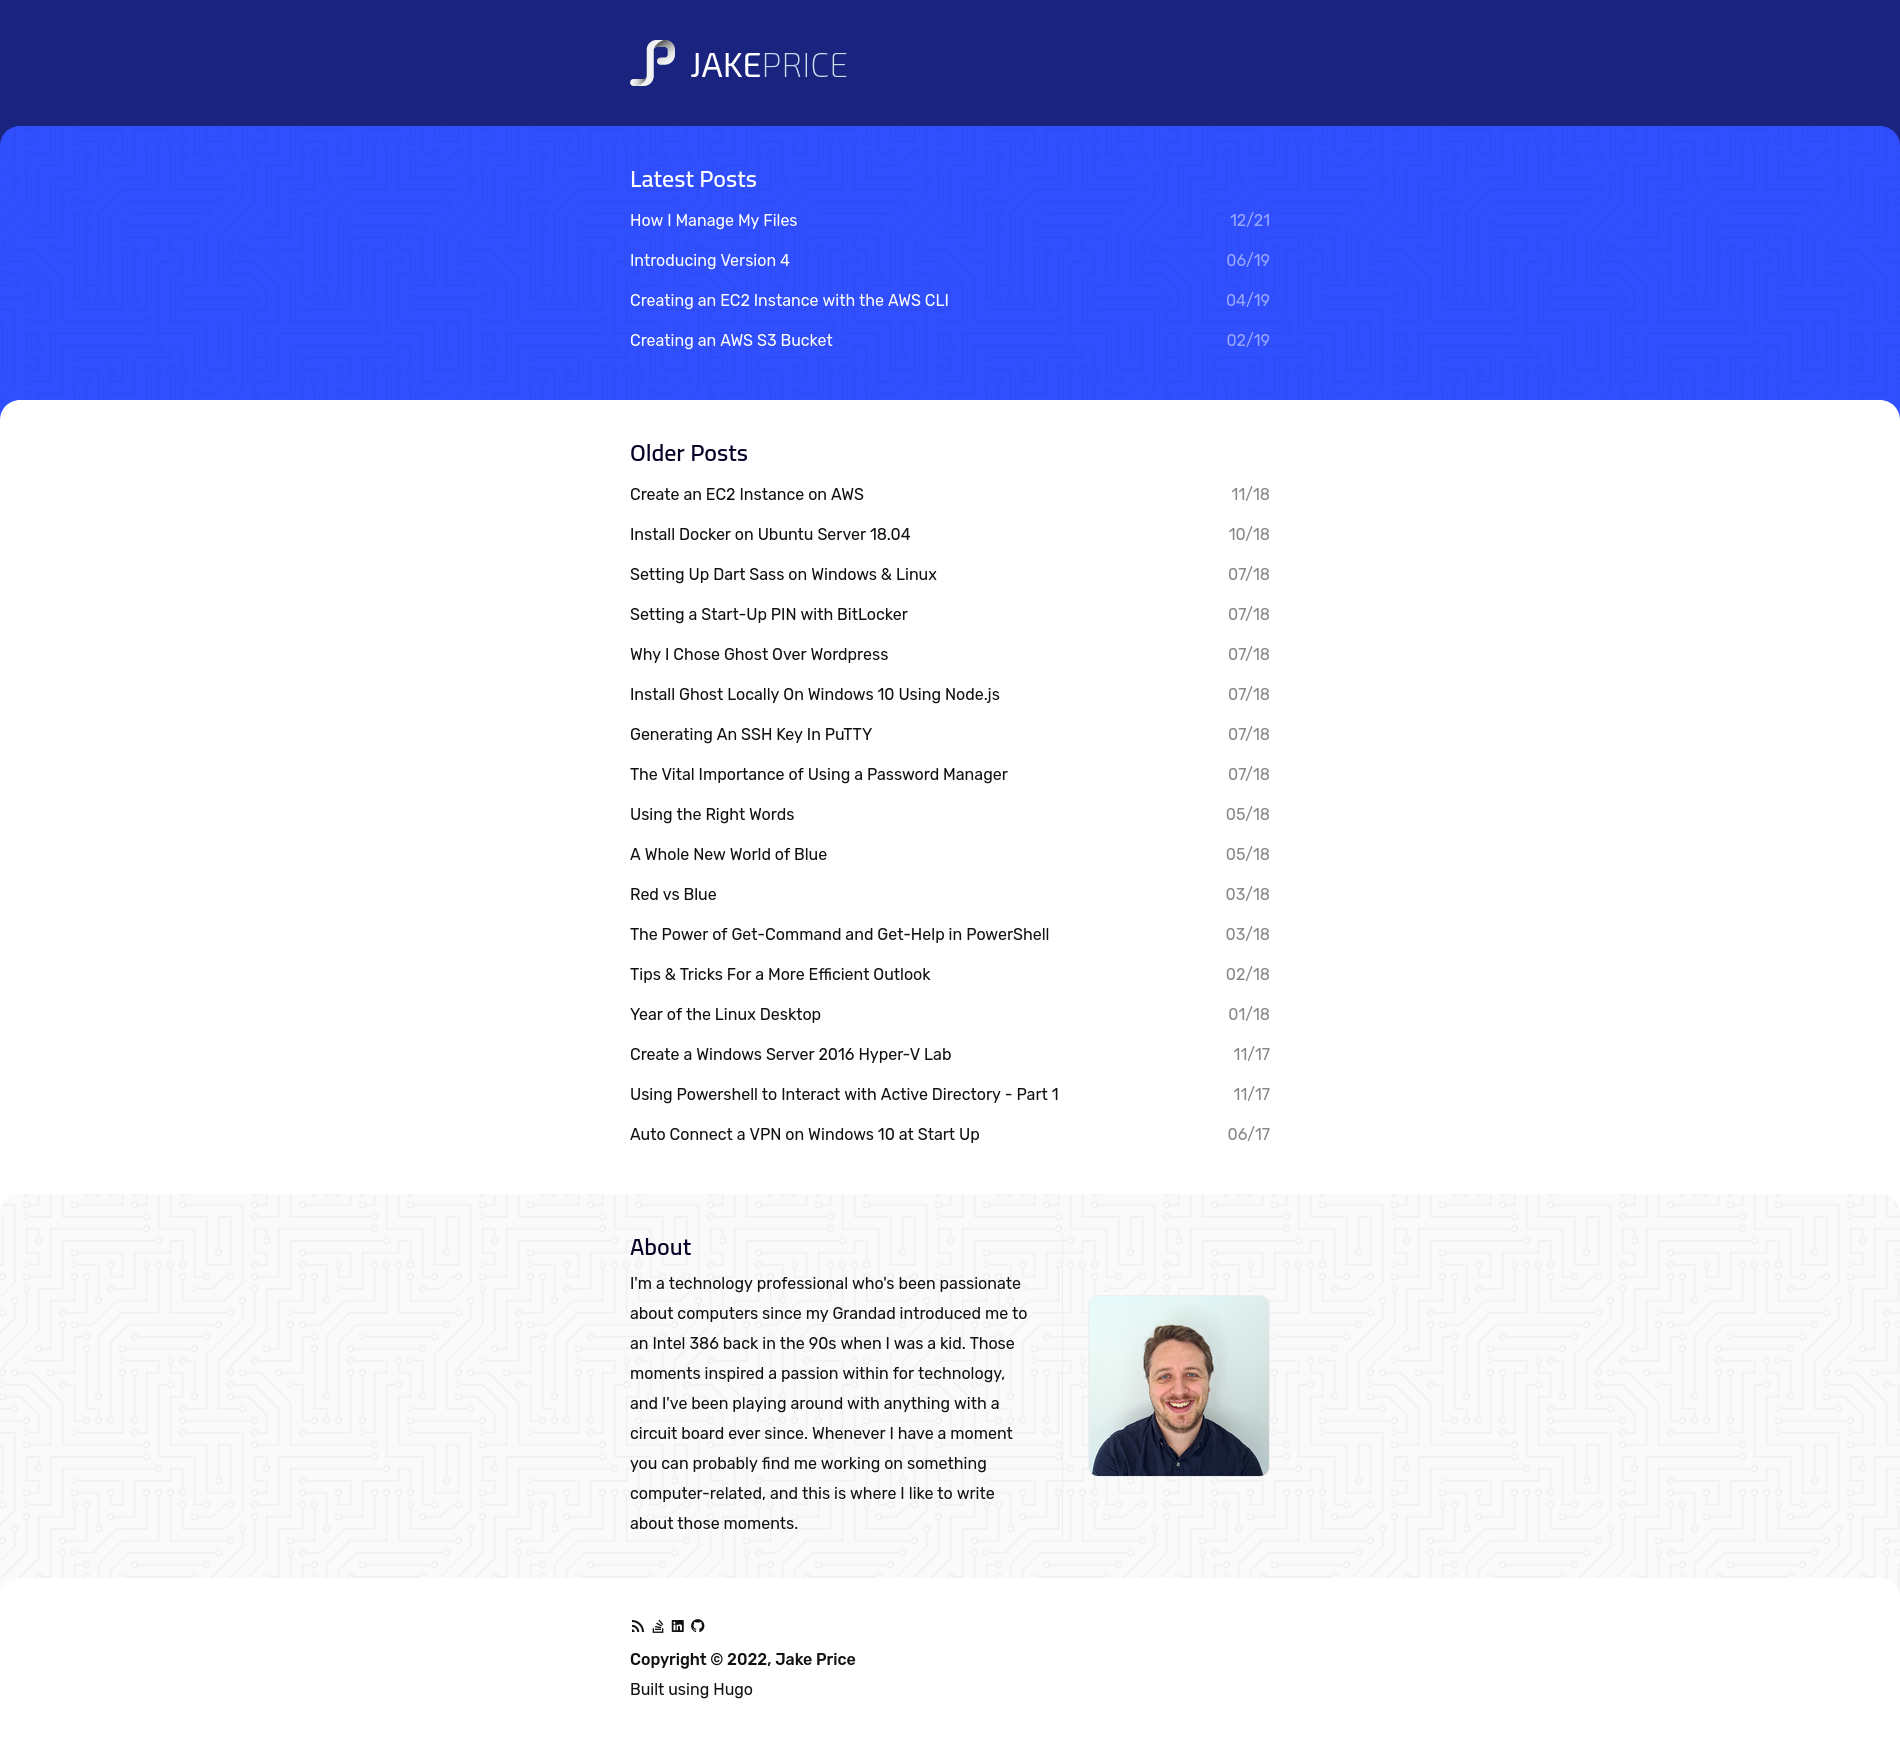 JAKEPRICE
Latest Posts
How I Manage My Files 12/21
Introducing Version 4 06/19
Creating an EC2 Instance with the AWS CLI 04/19
Creating an AWS S3 Bucket 02/19
Older Posts
Create an EC2 Instance on AWS 11/18
Install Docker on Ubuntu Server 18.04 10/18
Setting Up Dart Sass on Windows & Linux 07/18
Setting a Start-Up PIN with BitLocker 07/18
Why I Chose Ghost Over Wordpress 07/18
Install Ghost Locally On Windows 10 Using Node.js 07/18
Generating An SSH Key In PuTTY 07/18
The Vital Importance of Using a Password Manager 07/18
Using the Right Words 05/18
A Whole New World of Blue 05/18
Red vs Blue 03/18
The Power of Get-Command and Get-Help in PowerShell 03/18
Tips & Tricks For a More Efficient Outlook 02/18
Year of the Linux Desktop 01/18
Create a Windows Server 2016 Hyper-V Lab 11/17
Using Powershell to Interact with Active Directory - Part 1 11/17
Auto Connect a VPN on Windows 10 at Start Up 06/17
About
I'm a technology professional who's been passionate
about computers since my Grandad introduced me to
an Intel 386 back in the 90s when I was a kid. Those
moments inspired a passion within for technology,
and I've been playing around with anything with a
circuit board ever since. Whenever I have a moment
you can probably find me working on something
computer-related, and this is where I like to write
about those moments.
Copyright © 2022, Jake Price
Built using Hugo